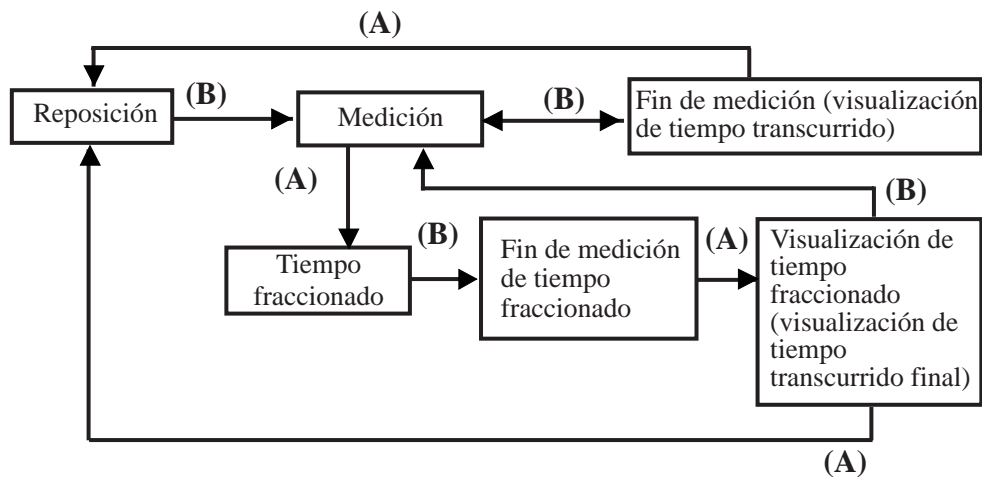 (A)
Reposición
(B)
Medición
(B)
Fin de medición (visualización
de tiempo transcurrido)
(A)
(B)
Tiempo
fraccionado
(B)
Fin de medición
de tiempo
fraccionado
(A)
Visualización de
tiempo
fraccionado
(visualización de
tiempo
transcurrido final)
(A)